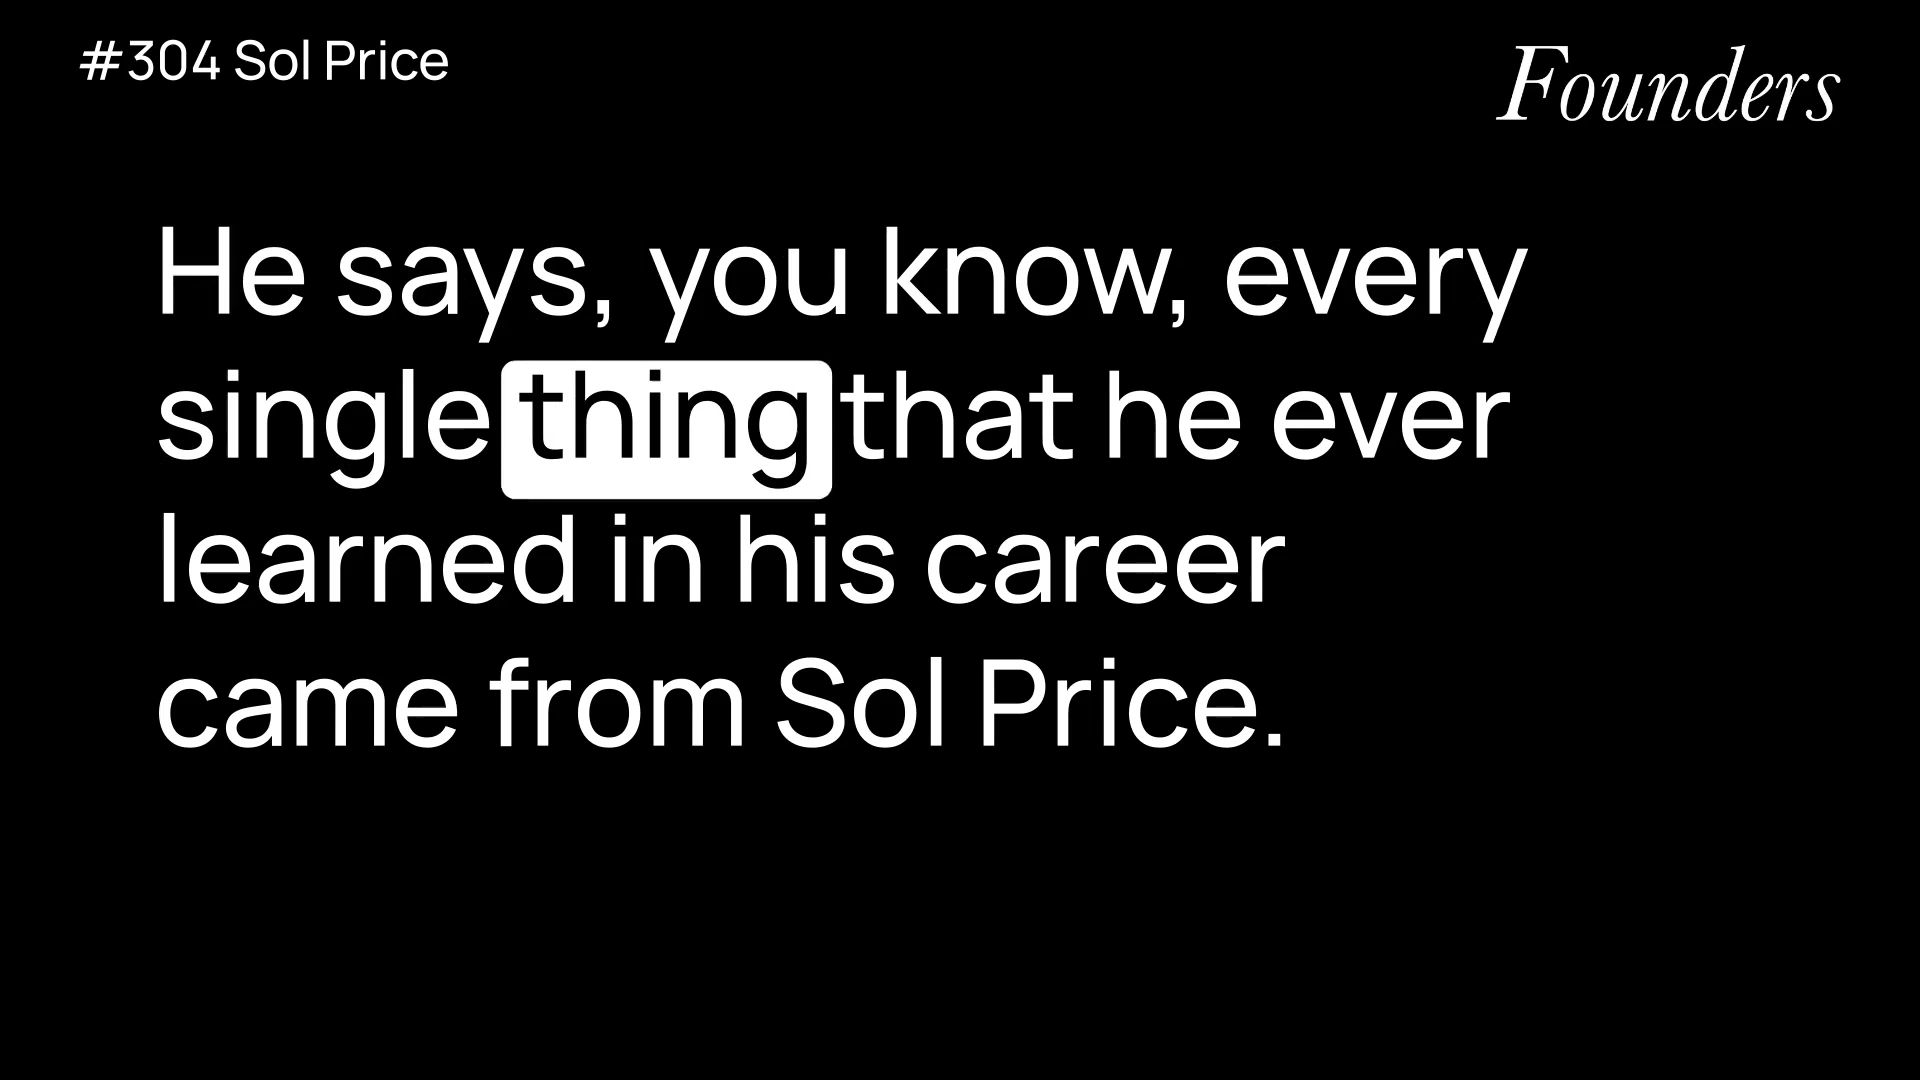 #304 Sol Price
Founders
He says, you know, every
single thing that he ever
learned in his career
came from Sol Price.